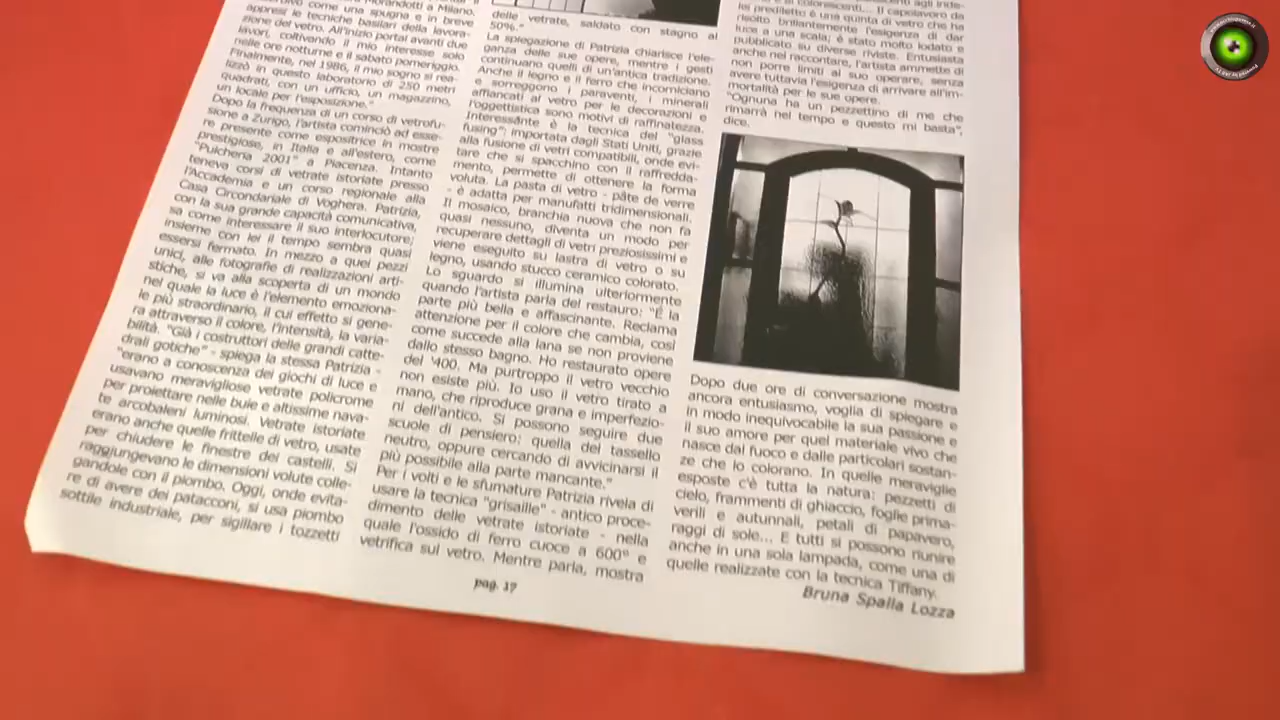 Morandotti a Milano,
come una spugna e in breve
appresi le tecniche basilari della lavora-
zione del vetro. All'inizio portai avanti due
lavori, coltivando il mio interesse solo
nelle ore notturne e il sabato pomeriggio.
Finalmente, nel 1986, il mio sogno si rea-
lizzò in questo laboratorio di 250 metri
quadrati, con un ufficio, un magazzino,
un locale per l'esposizione."
Dopo la frequenza di un corso di vetrofu-
sione a Zurigo, l'artista cominciò ad esse-
re presente come espositrice in mostre
prestigiose, in Italia e all'estero, come
"Pulcheria 2001" a Piacenza. Intanto
teneva corsi di vetrate istoriate presso
l'Accademia e un corso regionale alla
Casa Circondariale di Voghera. Patrizia,
con la sua grande capacità comunicativa,
sa come interessare il suo interlocutore;
insieme con lei il tempo sembra quasi
essersi fermato. In mezzo a quei pezzi
unici, alle fotografie di realizzazioni arti-
stiche, si va alla scoperta di un mondo
nel quale la luce è l'elemento emoziona-
le più straordinario, il cui effetto si gene-
ra attraverso il colore, l'intensità, la varia-
bilità. "Già i costruttori delle grandi catte-
drali gotiche" - spiega la stessa Patrizia -
"erano a conoscenza dei giochi di luce e
usavano meravigliose vetrate policrome
per proiettare nelle buie e altissime nava-
te arcobaleni luminosi. Vetrate istoriate
erano anche quelle frittelle di vetro, usate
per chiudere le finestre dei castelli. Si
raggiungevano le dimensioni volute colle-
gandole con il piombo. Oggi, onde evita-
re di avere dei patacconi, si usa piombo
sottile industriale, per sigillare i tozzetti
delle vetrate, saldato con stagno al
50%."
La spiegazione di Patrizia chiarisce l'ele-
ganza delle sue opere, mentre i gesti
continuano quelli di un'antica tradizione.
Anche il legno e il ferro che incorniciano
e sorreggono i paraventi, i minerali
affiancati al vetro per le decorazioni e
l'oggettistica sono motivi di raffinatezza.
Interessante è la tecnica del "glass
fusing"; importata dagli Stati Uniti, grazie
alla fusione di vetri compatibili, onde evi-
tare che si spacchino con il raffredda-
mento, permette di ottenere la forma
voluta. La pasta di vetro - pâte de verre
- è adatta per manufatti tridimensionali.
Il mosaico, branchia nuova che non fa
quasi nessuno, diventa un modo per
recuperare dettagli di vetri preziosissimi e
viene eseguito su lastra di vetro o su
legno, usando stucco ceramico colorato.
Lo sguardo si illumina ulteriormente
quando l'artista parla del restauro: "È la
parte più bella e affascinante. Reclama
attenzione per il colore che cambia, così
come succede alla lana se non proviene
dallo stesso bagno. Ho restaurato opere
del '400. Ma purtroppo il vetro vecchio
non esiste più. Io uso il vetro tirato a
mano, che riproduce grana e imperfezio-
ni dell'antico. Si possono seguire due
scuole di pensiero: quella del tassello
neutro, oppure cercando di avvicinarsi il
più possibile alla parte mancante."
Per i volti e le sfumature Patrizia rivela di
usare la tecnica "grisaille" - antico proce-
dimento delle vetrate istoriate - nella
quale l'ossido di ferro cuoce a 600° e
vetrifica sul vetro. Mentre parla, mostra
Il capolavoro da
lei prediletto è una quinta di vetro che ha
risolto brillantemente l'esigenza di dar
luce a una scala; è stato molto lodato e
pubblicato su diverse riviste. Entusiasta
anche nel raccontare, l'artista ammette di
non porre limiti al suo operare, senza
avere tuttavia l'esigenza di arrivare all'im-
mortalità per le sue opere.
"Ognuna ha un pezzettino di me che
rimarrà nel tempo e questo mi basta",
dice.
Dopo due ore di conversazione mostra
ancora entusiasmo, voglia di spiegare e
in modo inequivocabile la sua passione e
il suo amore per quel materiale vivo che
nasce dal fuoco e dalle particolari sostan-
ze che lo colorano. In quelle meraviglie
esposte c'è tutta la natura: pezzetti di
cielo, frammenti di ghiaccio, foglie prima-
verili e autunnali, petali di papavero,
raggi di sole... E tutti si possono riunire
anche in una sola lampada, come una di
quelle realizzate con la tecnica Tiffany.
Bruna Spalla Lozza
pag. 17